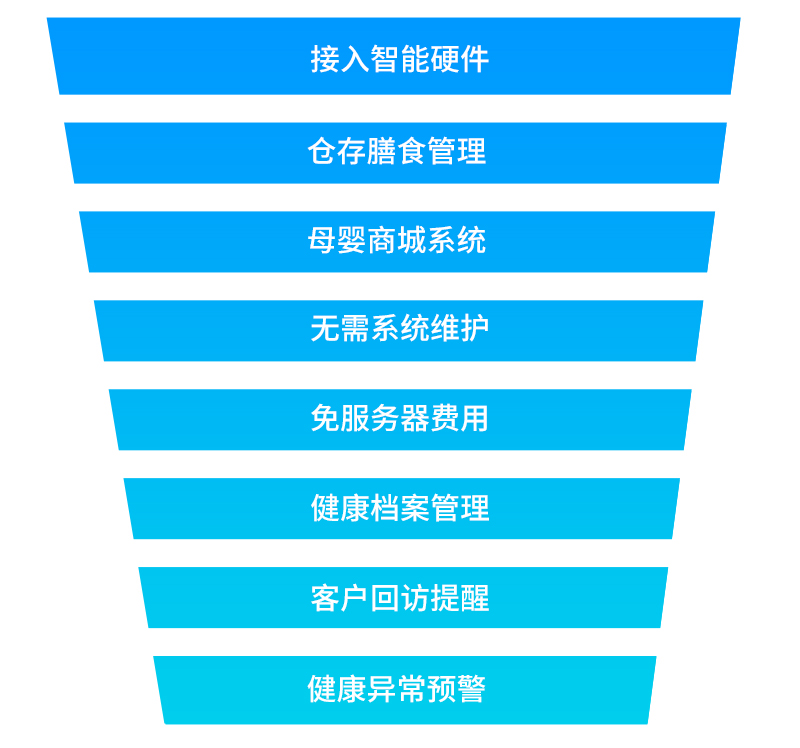 接入智能硬件
仓存膳食管理
母婴商城系统
无需系统维护
免服务器费用
健康档案管理
客户回访提醒
健康异常预警